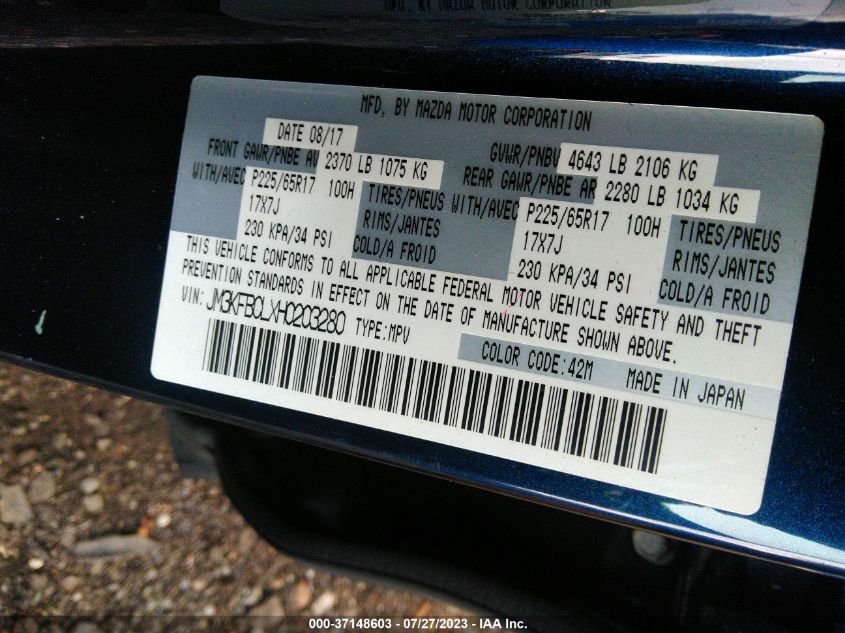 MFD. BY MAZDA MOTOR CORPORATION
DATE 08/17
GVWR/PNBV 4643 LB 2106 KG
FRONT GAWR/PNBE AV 2370 LB 1075 KG
REAR GAWR/PNBE AR 2280 LB 1034 KG
WITH/AVEC P225/65R17 100H TIRES/PNEUS
17X7J RIMS/JANTES
230 KPA/34 PSI COLD/A FROID
WITH/AVEC P225/65R17 100H TIRES/PNEUS
17X7J RIMS/JANTES
230 KPA/34 PSI COLD/A FROID
THIS VEHICLE CONFORMS TO ALL APPLICABLE FEDERAL MOTOR VEHICLE SAFETY AND THEFT
PREVENTION STANDARDS IN EFFECT ON THE DATE OF MANUFACTURE SHOWN ABOVE.
VIN: JM3KFBCLXH0203280 TYPE:MPV
COLOR CODE:42M MADE IN JAPAN
000-37148603 - 07/27/2023 - IAA Inc.